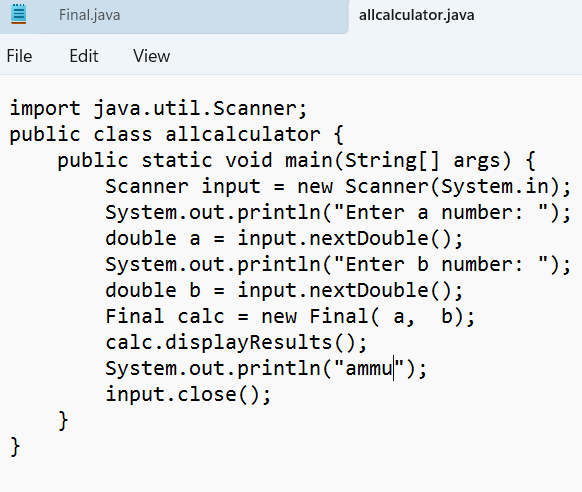 Final.java allcalculator.java
File Edit View
import java.util.Scanner;
public class allcalculator {
    public static void main(String[] args) {
        Scanner input = new Scanner(System.in);
        System.out.println("Enter a number: ");
        double a = input.nextDouble();
        System.out.println("Enter b number: ");
        double b = input.nextDouble();
        Final calc = new Final( a,  b);
        calc.displayResults();
        System.out.println("ammu");
        input.close();
    }
}